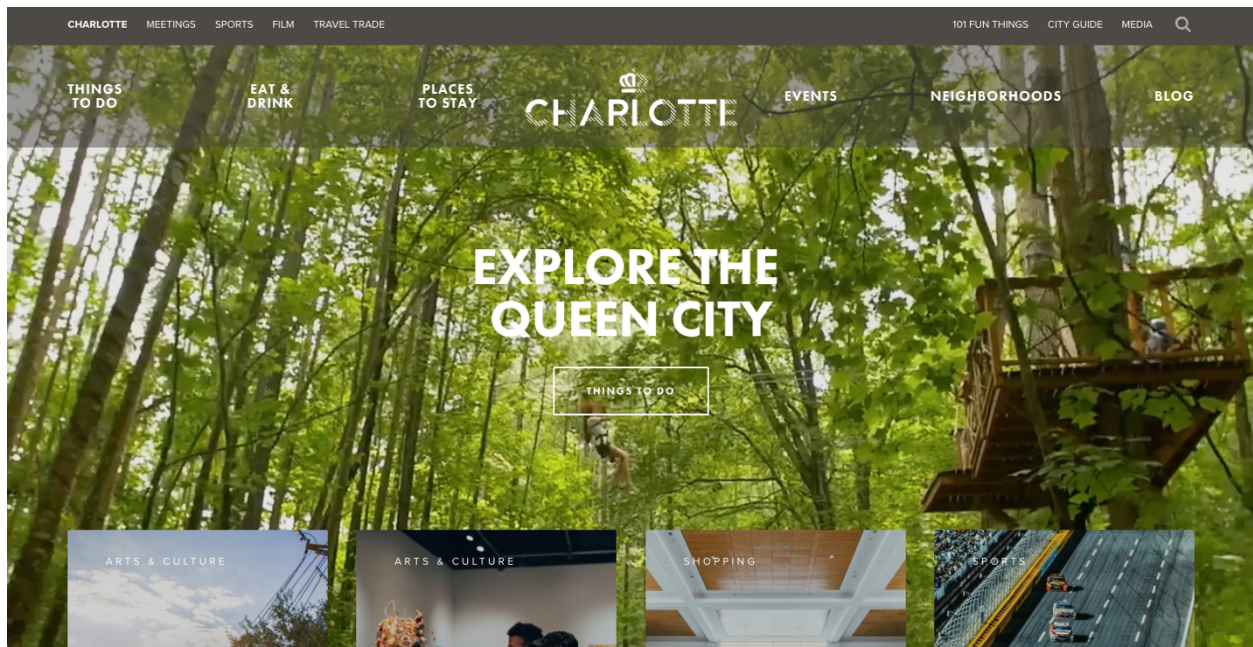 CHARLOTTE MEETINGS SPORTS FILM TRAVEL TRADE 101 FUN THINGS CITY GUIDE MEDIA
THINGS
TO DO
EAT &
DRINK
PLACES
TO STAY
CHARLOTTE
EVENTS
NEIGHBORHOODS
BLOG
EXPLORE THE
QUEEN CITY
THINGS TO DO
ARTS & CULTURE
ARTS & CULTURE
SHOPPING
SPORTS